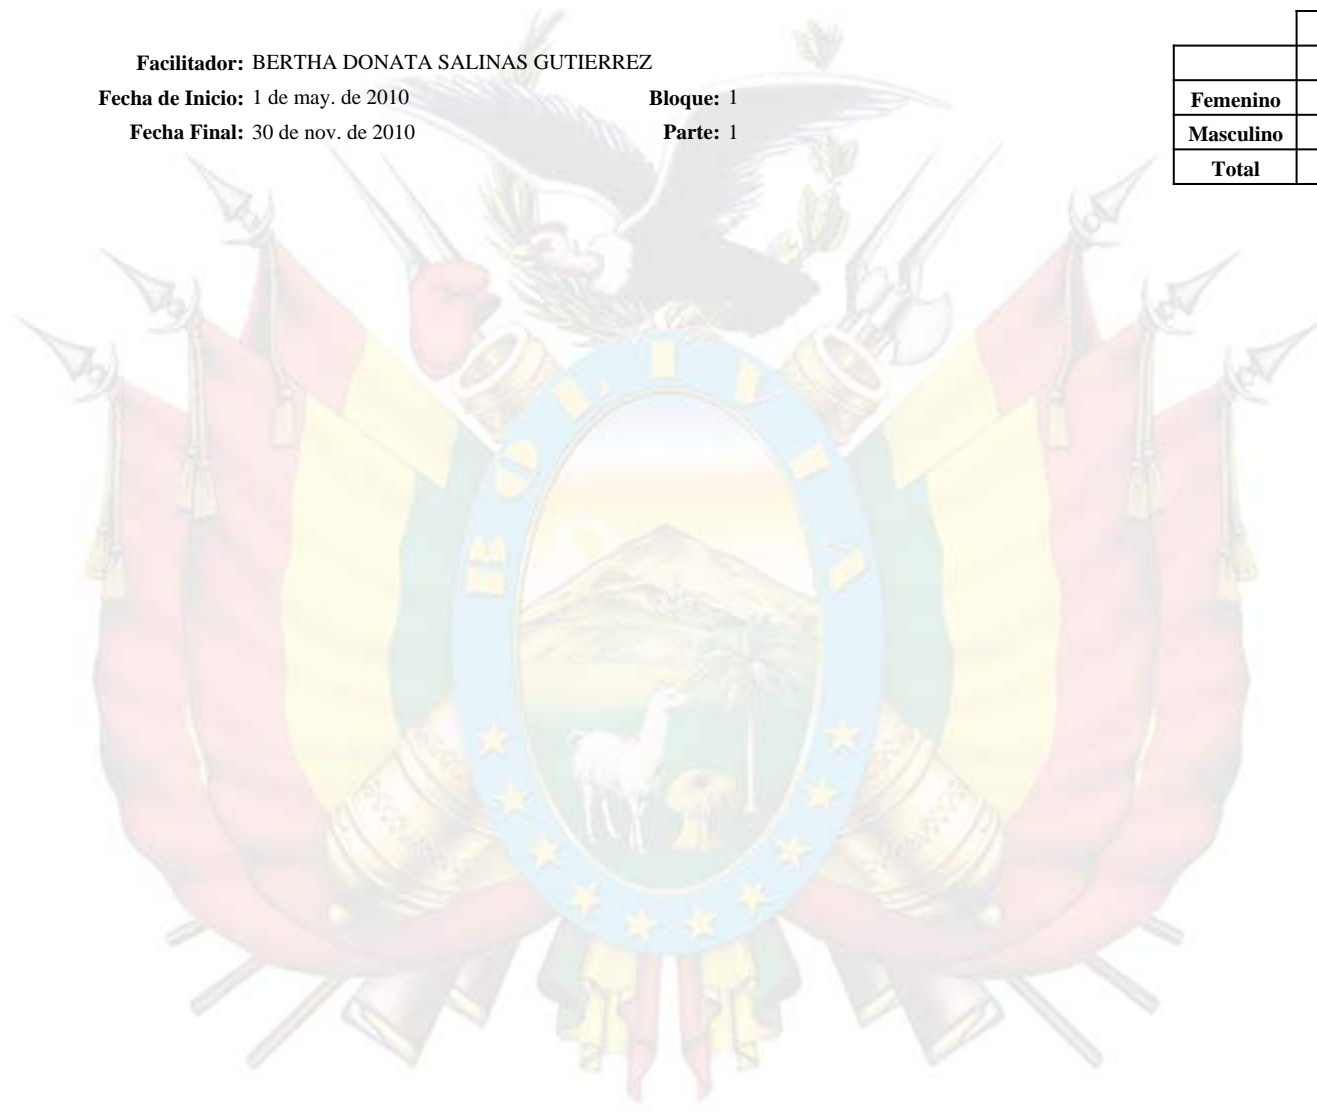 Facilitador: BERTHA DONATA SALINAS GUTIERREZ
Fecha de Inicio: 1 de may. de 2010 Bloque: 1
Fecha Final: 30 de nov. de 2010 Parte: 1
Femenino
Masculino
Total
BOLIVIA